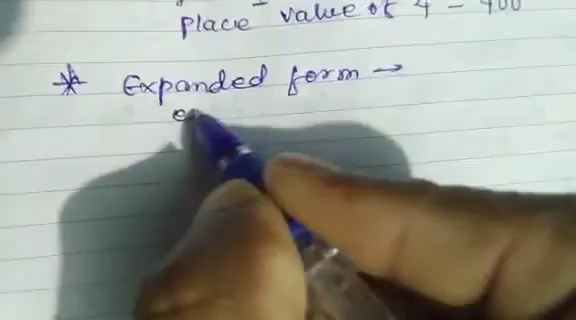 place value of 4 - 400
* Expanded form →
e